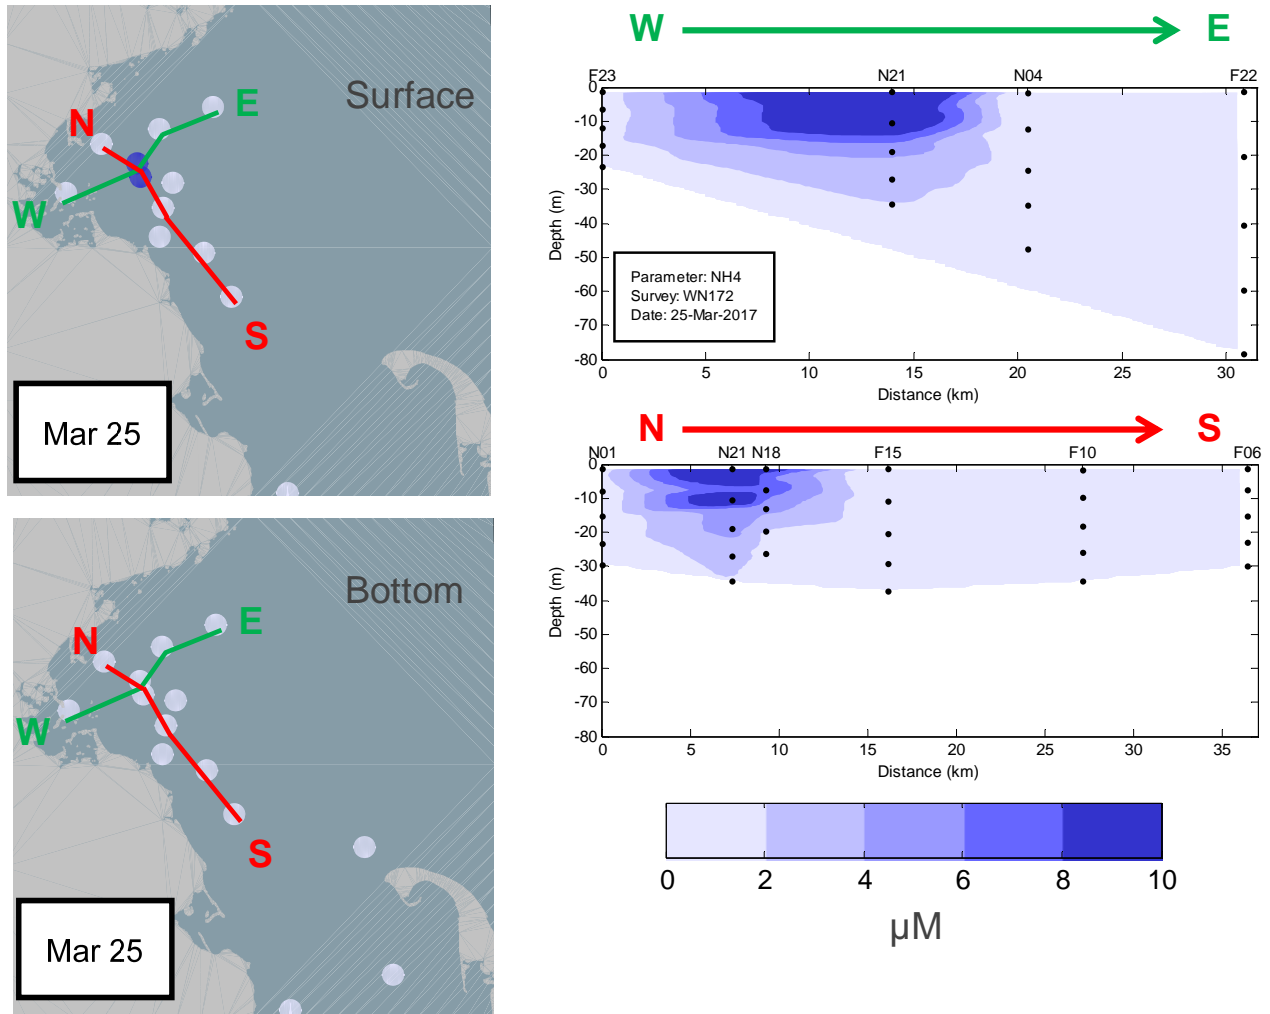 Surface
N
E
W
S
Mar 25
Bottom
N
E
W
S
Mar 25
W E
F23 N21 N04 F22
0
-10
-20
-30
-40
-50
-60
-70
-80
Depth (m)
Parameter: NH4
Survey: WN172
Date: 25-Mar-2017
0 5 10 15 20 25 30
Distance (km)
N S
N01 N21 N18 F15 F10 F06
0
-10
-20
-30
-40
-50
-60
-70
-80
Depth (m)
0 5 10 15 20 25 30 35
Distance (km)
0 2 4 6 8 10
µM